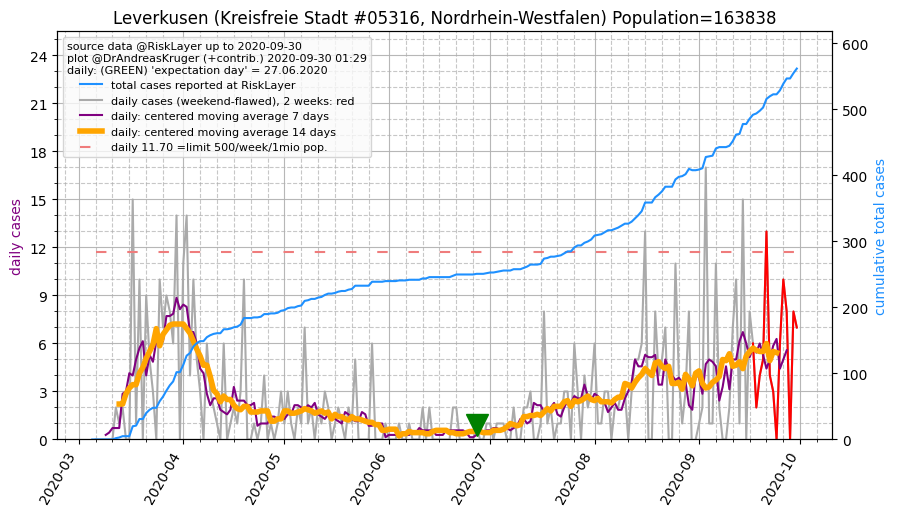 Leverkusen (Kreisfreie Stadt #05316, Nordrhein-Westfalen) Population=163838
source data @RiskLayer up to 2020-09-30
plot @DrAndreasKruger (+contrib.) 2020-09-30 01:29
daily: (GREEN) 'expectation day' = 27.06.2020
total cases reported at RiskLayer
daily cases (weekend-flawed), 2 weeks: red
daily: centered moving average 7 days
daily: centered moving average 14 days
daily 11.70 =limit 500/week/1mio pop.
daily cases
24
21
18
15
12
9
6
3
0
cumulative total cases
600
500
400
300
200
100
0
2020-03
2020-04
2020-05
2020-06
2020-07
2020-08
2020-09
2020-10